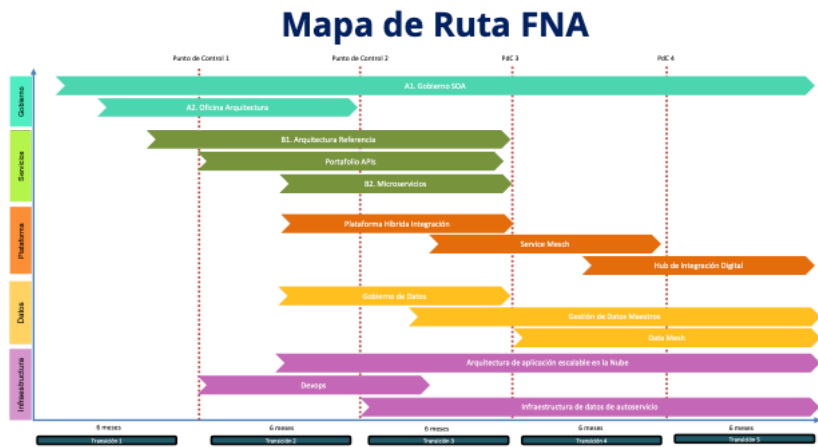 Mapa de Ruta FNA
Punto de Control 1
Punto de Control 2
PdC 3
PdC 4
Gobierno
A1. Gobierno SOA
A2. Oficina Arquitectura
Servicios
B1. Arquitectura Referencia
Portafolio APIs
B2. Microservicios
Plataforma
Plataforma Híbrida Integración
Service Mesch
Hub de Integración Digital
Datos
Gobierno de Datos
Gestión de Datos Maestros
Data Mesh
Infraestructura
Arquitectura de aplicación escalable en la Nube
Devops
Infraestructura de datos de autoservicio
6 meses
6 meses
6 meses
6 meses
6 meses
Transición 1
Transición 2
Transición 3
Transición 4
Transición 5